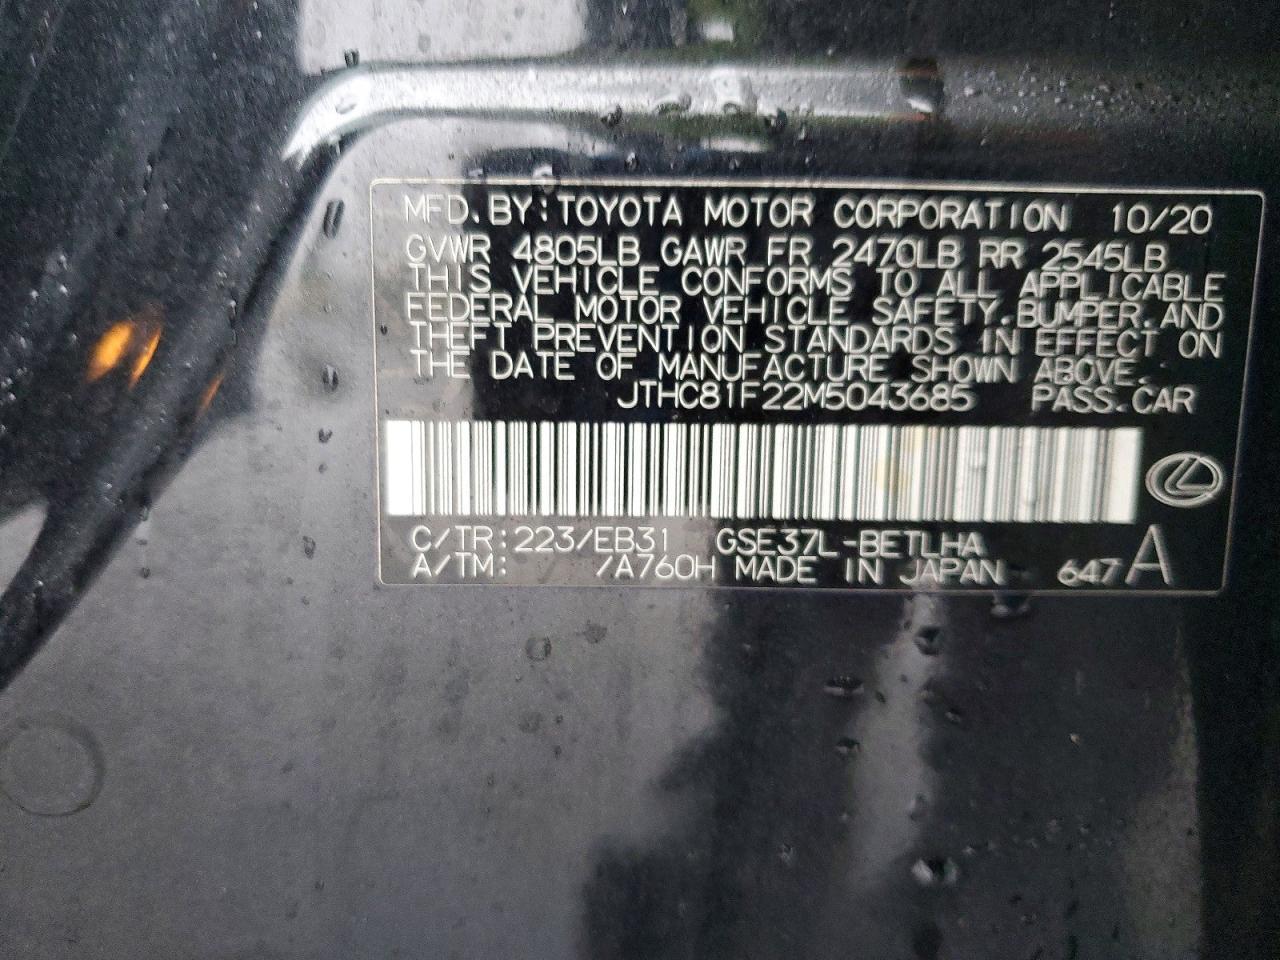 MFD. BY: TOYOTA MOTOR CORPORATION 10/20
GVWR 4805LB GAWR FR 2470LB RR 2545LB
THIS VEHICLE CONFORMS TO ALL APPLICABLE
FEDERAL MOTOR VEHICLE SAFETY, BUMPER, AND
THEFT PREVENTION STANDARDS IN EFFECT ON
THE DATE OF MANUFACTURE SHOWN ABOVE.
JTHC81F22M5043685 PASS. CAR
C/TR: 223/EB31 GSE37L-BETLHA
A/TM: /A760H MADE IN JAPAN 647 A